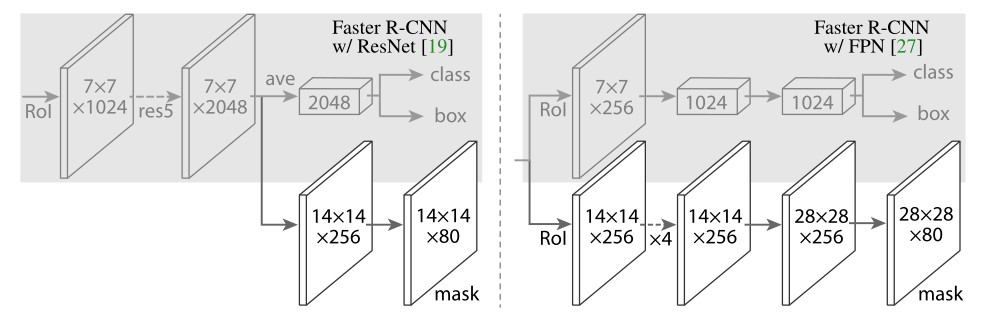 Faster R-CNN
w/ ResNet [19]
RoI
7×7
×1024
res5
7×7
×2048
ave
2048
class
box
14×14
×256
14×14
×80
mask
Faster R-CNN
w/ FPN [27]
RoI
7×7
×256
1024
1024
class
box
RoI
14×14
×256
×4
14×14
×256
28×28
×256
28×28
×80
mask